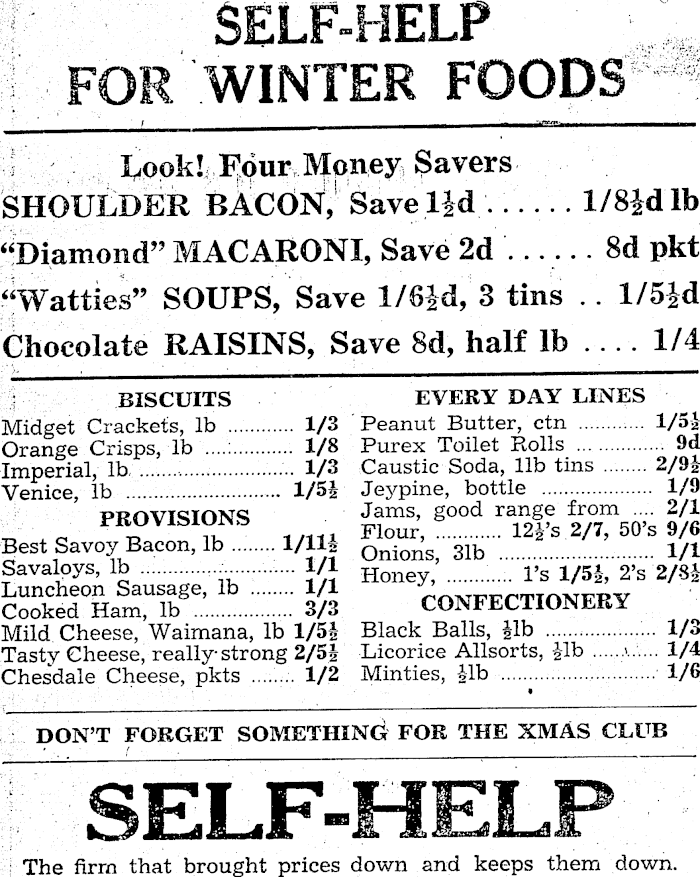 SELF-HELP
FOR WINTER FOODS
Look! Four Money Savers
SHOULDER BACON, Save 1½d ...... 1/8½d lb
"Diamond" MACARONI, Save 2d ...... 8d pkt
"Watties" SOUPS, Save 1/6½d, 3 tins .. 1/5½d
Chocolate RAISINS, Save 8d, half lb .... 1/4
BISCUITS
Midget Crackets, lb ............ 1/3
Orange Crisps, lb ............ 1/8
Imperial, lb ............ 1/3
Venice, lb ............ 1/5½
PROVISIONS
Best Savoy Bacon, lb ........ 1/11½
Savaloys, lb ............ 1/1
Luncheon Sausage, lb ........ 1/1
Cooked Ham, lb ............ 3/3
Mild Cheese, Waimana, lb 1/5½
Tasty Cheese, really strong 2/5½
Chesdale Cheese, pkts ........ 1/2
EVERY DAY LINES
Peanut Butter, ctn ............ 1/5½
Purex Toilet Rolls ... ............ 9d
Caustic Soda, 1lb tins ........ 2/9½
Jeypine, bottle ............ 1/9
Jams, good range from .... 2/1
Flour, ............ 12½'s 2/7, 50's 9/6
Onions, 3lb ............ 1/1
Honey, ............ 1's 1/5½, 2's 2/8½
CONFECTIONERY
Black Balls, ½lb ............ 1/3
Licorice Allsorts, ½lb ............ 1/4
Minties, ½lb ............ 1/6
DON'T FORGET SOMETHING FOR THE XMAS CLUB
SELF-HELP
The firm that brought prices down and keeps them down.